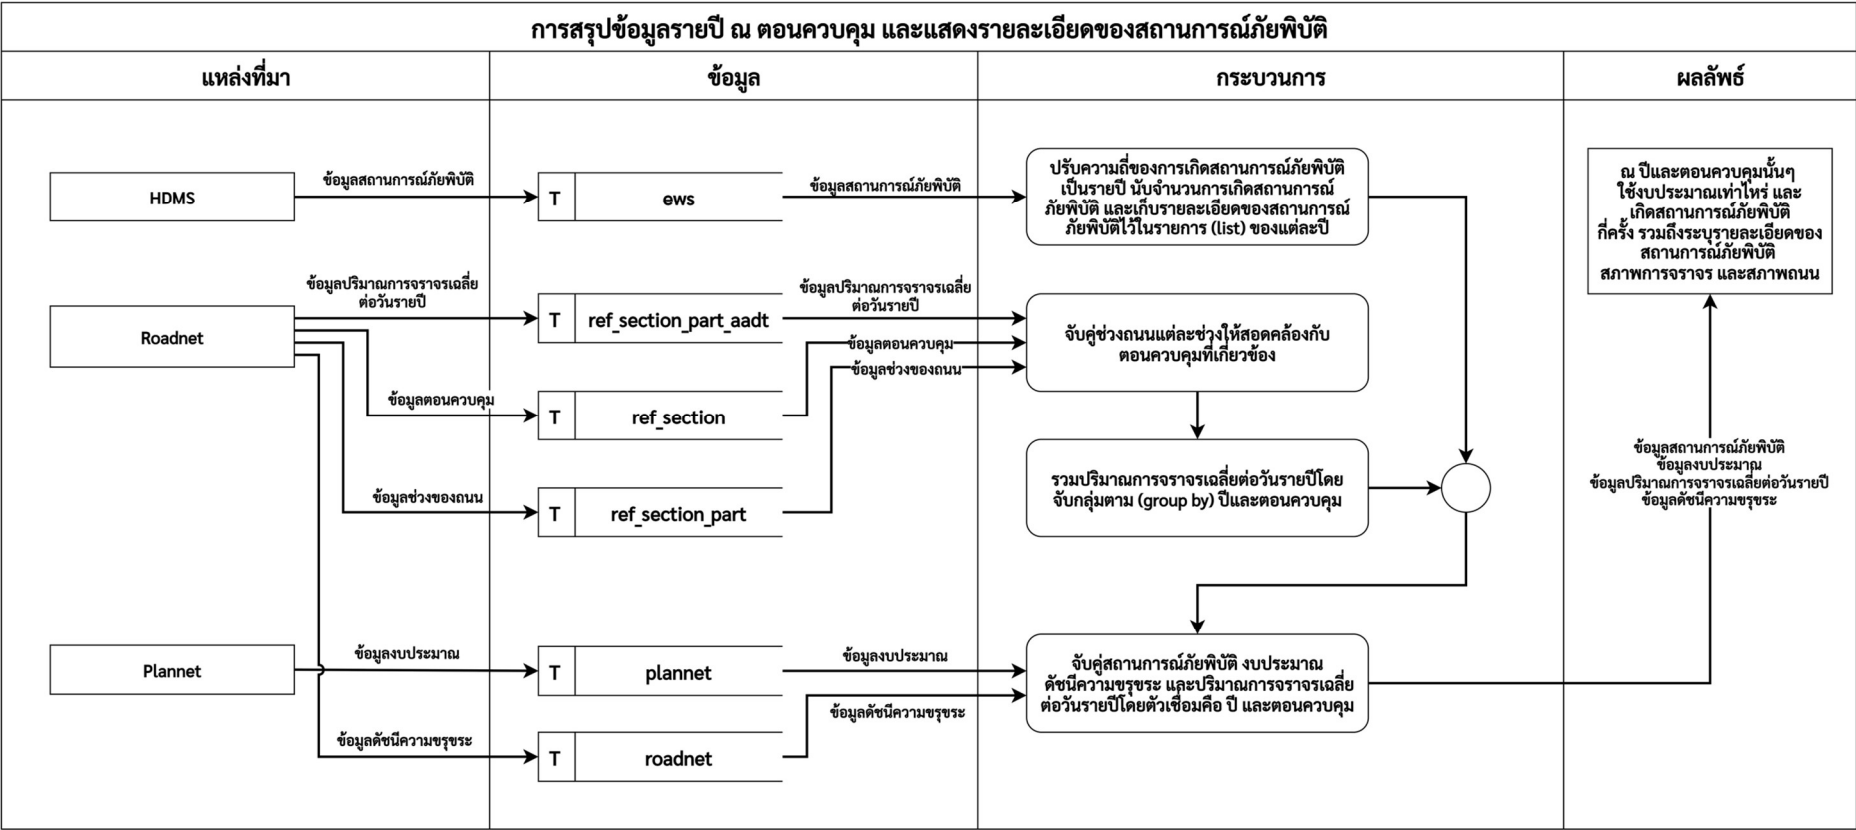 การสรุปข้อมูลรายปี ณ ตอนควบคุม และแสดงรายละเอียดของสถานการณ์ภัยพิบัติ
แหล่งที่มา
ข้อมูล
กระบวนการ
ผลลัพธ์
HDMS
ข้อมูลสถานการณ์ภัยพิบัติ
T
ews
ข้อมูลสถานการณ์ภัยพิบัติ
ปรับความถี่ของการเกิดสถานการณ์ภัยพิบัติ
เป็นรายปี นับจำนวนการเกิดสถานการณ์
ภัยพิบัติ และเก็บรายละเอียดของสถานการณ์
ภัยพิบัติไว้ในรายการ (list) ของแต่ละปี
ณ ปีและตอนควบคุมนั้นๆ
ใช้งบประมาณเท่าไหร่ และ
เกิดสถานการณ์ภัยพิบัติ
กี่ครั้ง รวมถึงระบุรายละเอียดของ
สถานการณ์ภัยพิบัติ
สภาพการจราจร และสภาพถนน
Roadnet
ข้อมูลปริมาณการจราจรเฉลี่ย
ต่อวันรายปี
T
ref_section_part_aadt
ข้อมูลปริมาณการจราจรเฉลี่ย
ต่อวันรายปี
ข้อมูลตอนควบคุม
ข้อมูลช่วงของถนน
จับคู่ช่วงถนนแต่ละช่วงให้สอดคล้องกับ
ตอนควบคุมที่เกี่ยวข้อง
ข้อมูลตอนควบคุม
T
ref_section
ข้อมูลช่วงของถนน
T
ref_section_part
รวมปริมาณการจราจรเฉลี่ยต่อวันรายปีโดย
จับกลุ่มตาม (group by) ปีและตอนควบคุม
ข้อมูลสถานการณ์ภัยพิบัติ
ข้อมูลงบประมาณ
ข้อมูลปริมาณการจราจรเฉลี่ยต่อวันรายปี
ข้อมูลดัชนีความขรุขระ
Plannet
ข้อมูลงบประมาณ
T
plannet
ข้อมูลงบประมาณ
จับคู่สถานการณ์ภัยพิบัติ งบประมาณ
ดัชนีความขรุขระ และปริมาณการจราจรเฉลี่ย
ต่อวันรายปีโดยตัวเชื่อมคือ ปี และตอนควบคุม
ข้อมูลดัชนีความขรุขระ
ข้อมูลดัชนีความขรุขระ
T
roadnet